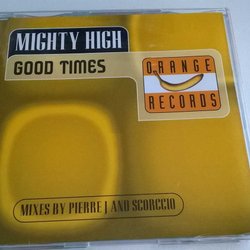 MIGHTY HIGH
GOOD TIMES
ORANGE
RECORDS
MIXES BY PIERRE J AND SCORCCIO